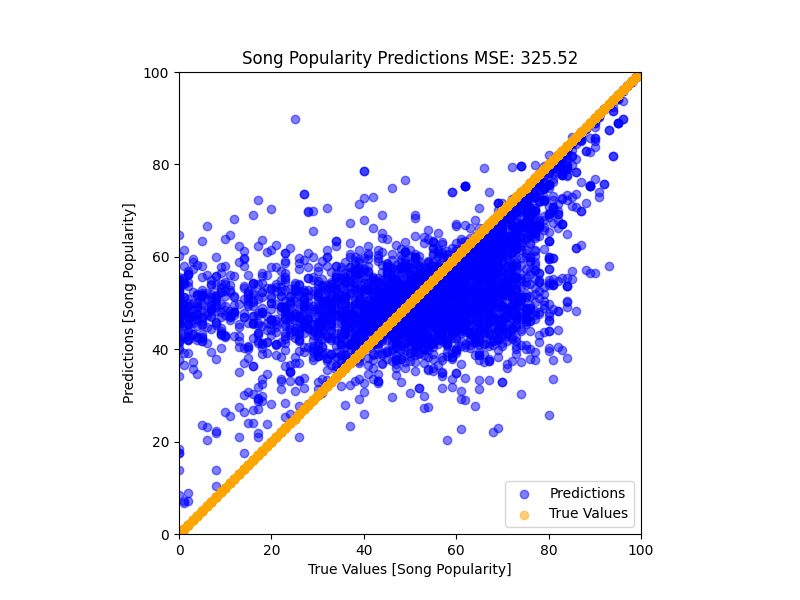 Song Popularity Predictions MSE: 325.52
100
80
60
40
20
0
Predictions [Song Popularity]
0 20 40 60 80 100
True Values [Song Popularity]
Predictions
True Values